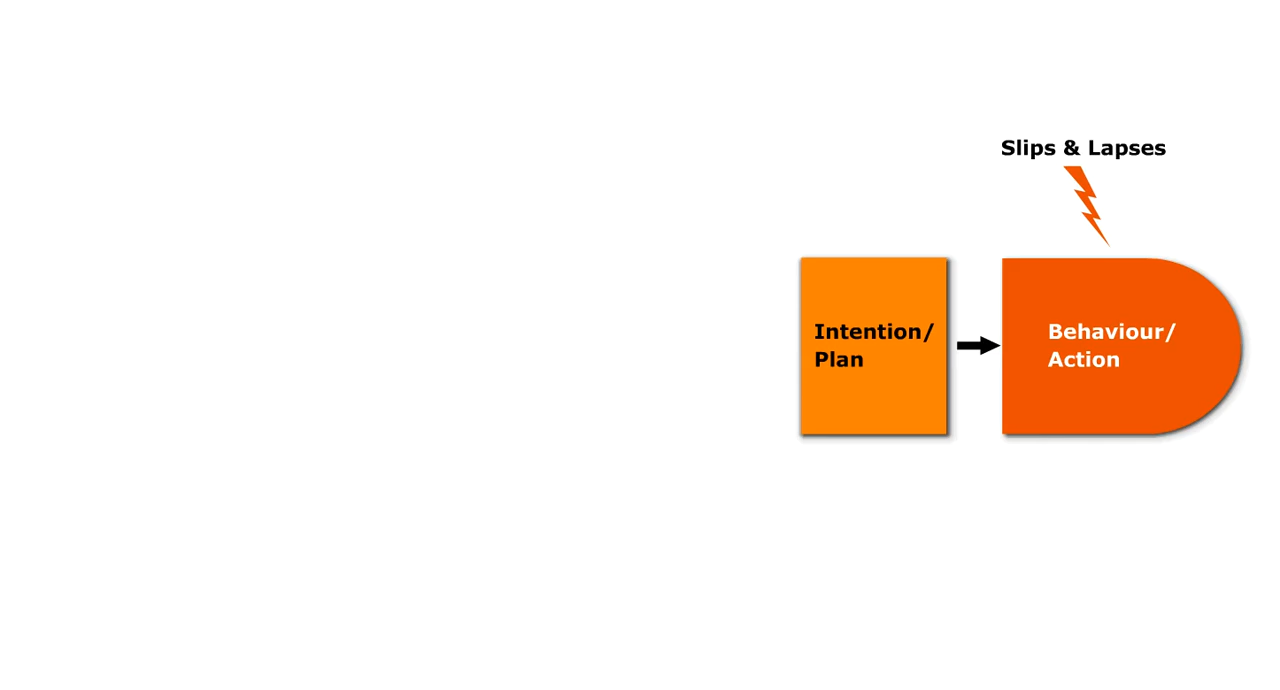 Slips & Lapses
Intention/
Plan
Behaviour/
Action